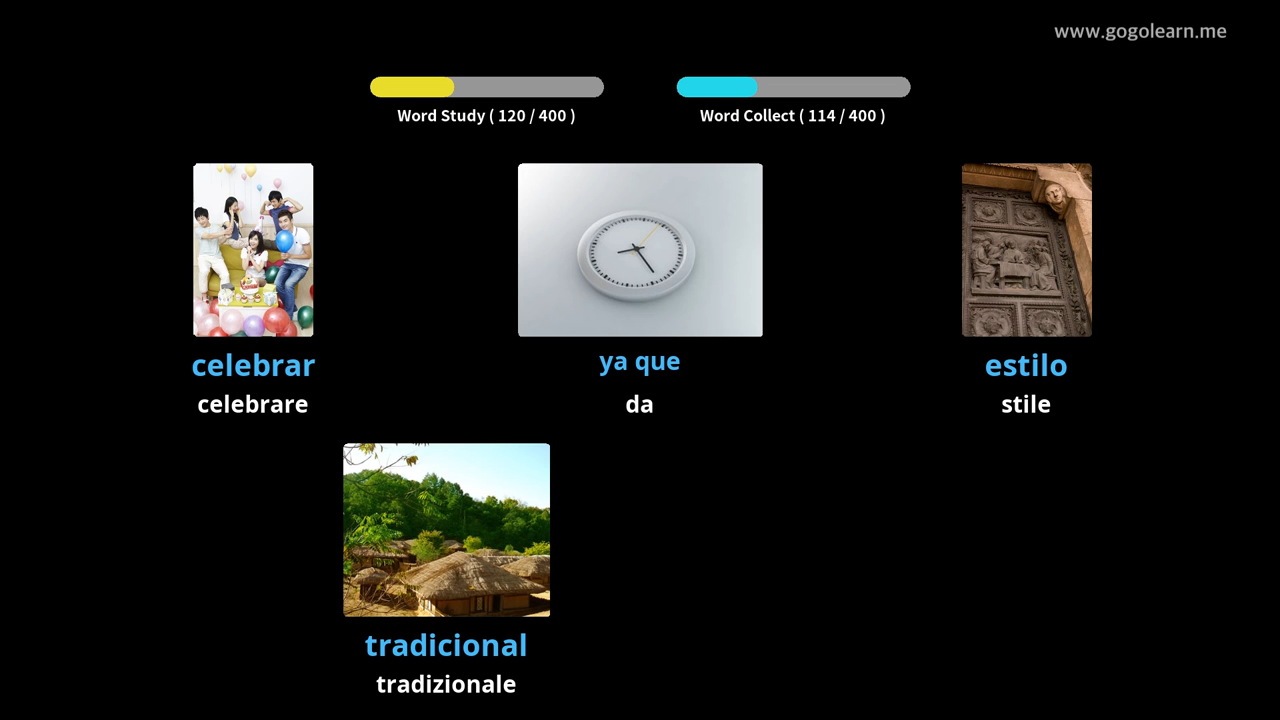 www.gogolearn.me
Word Study ( 120 / 400 )
Word Collect ( 114 / 400 )
celebrar
celebrare
ya que
da
estilo
stile
tradicional
tradizionale